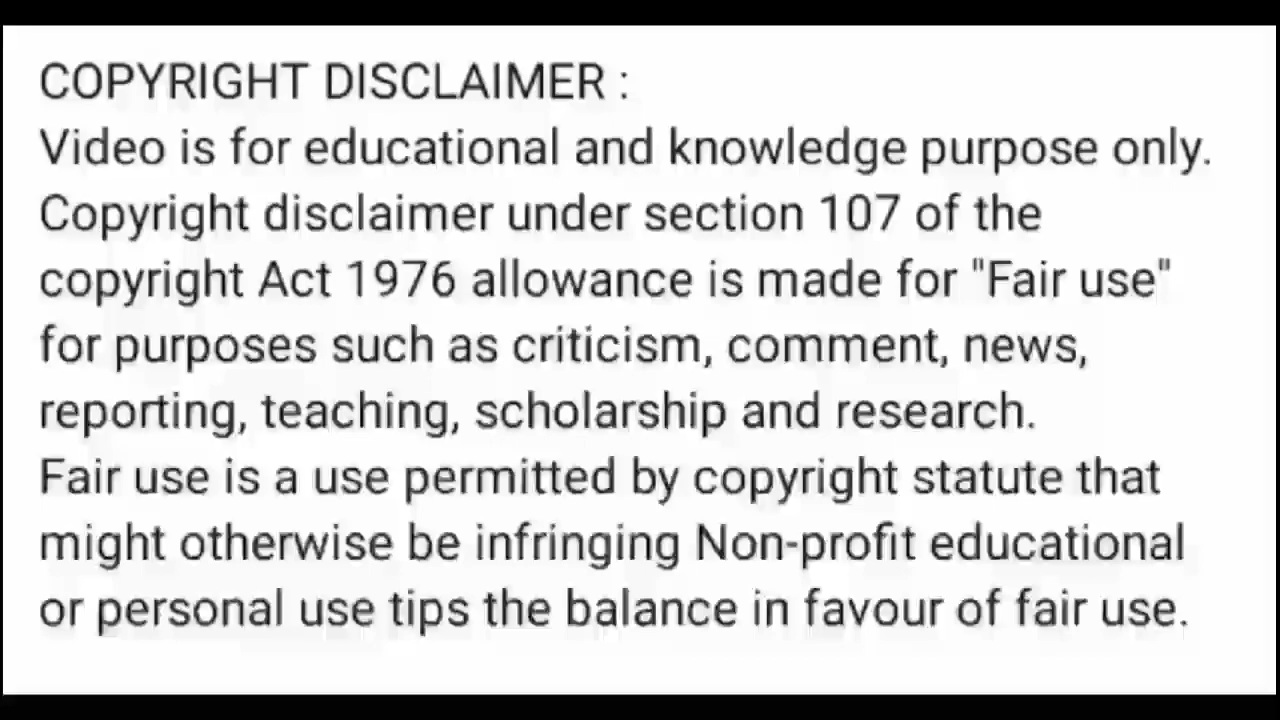 COPYRIGHT DISCLAIMER :
Video is for educational and knowledge purpose only.
Copyright disclaimer under section 107 of the
copyright Act 1976 allowance is made for "Fair use"
for purposes such as criticism, comment, news,
reporting, teaching, scholarship and research.
Fair use is a use permitted by copyright statute that
might otherwise be infringing Non-profit educational
or personal use tips the balance in favour of fair use.